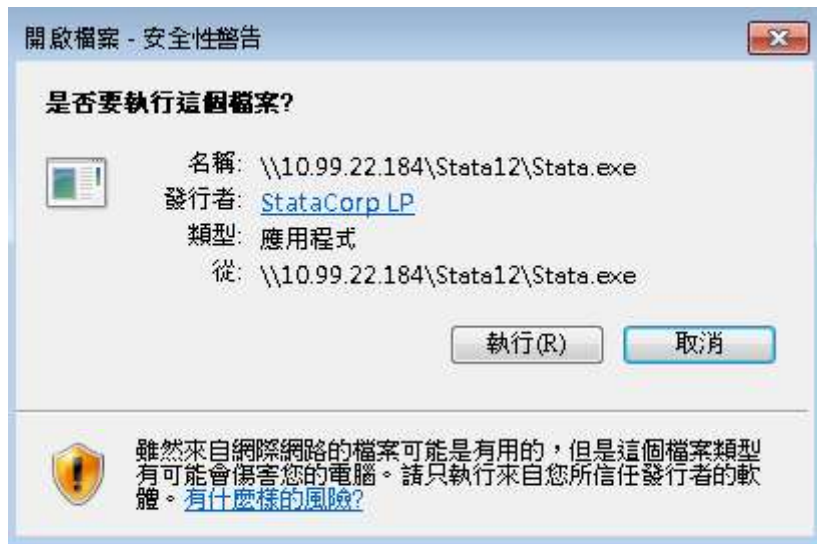 開啟檔案 - 安全性警告
是否要執行這個檔案?
名稱: \\10.99.22.184\Stata12\Stata.exe
發行者: StataCorp LP
類型: 應用程式
從: \\10.99.22.184\Stata12\Stata.exe
執行(R) 取消
雖然來自網際網路的檔案可能是有用的，但是這個檔案類型
有可能會傷害您的電腦。請只執行來自您所信任發行者的軟
體。有什麼樣的風險?